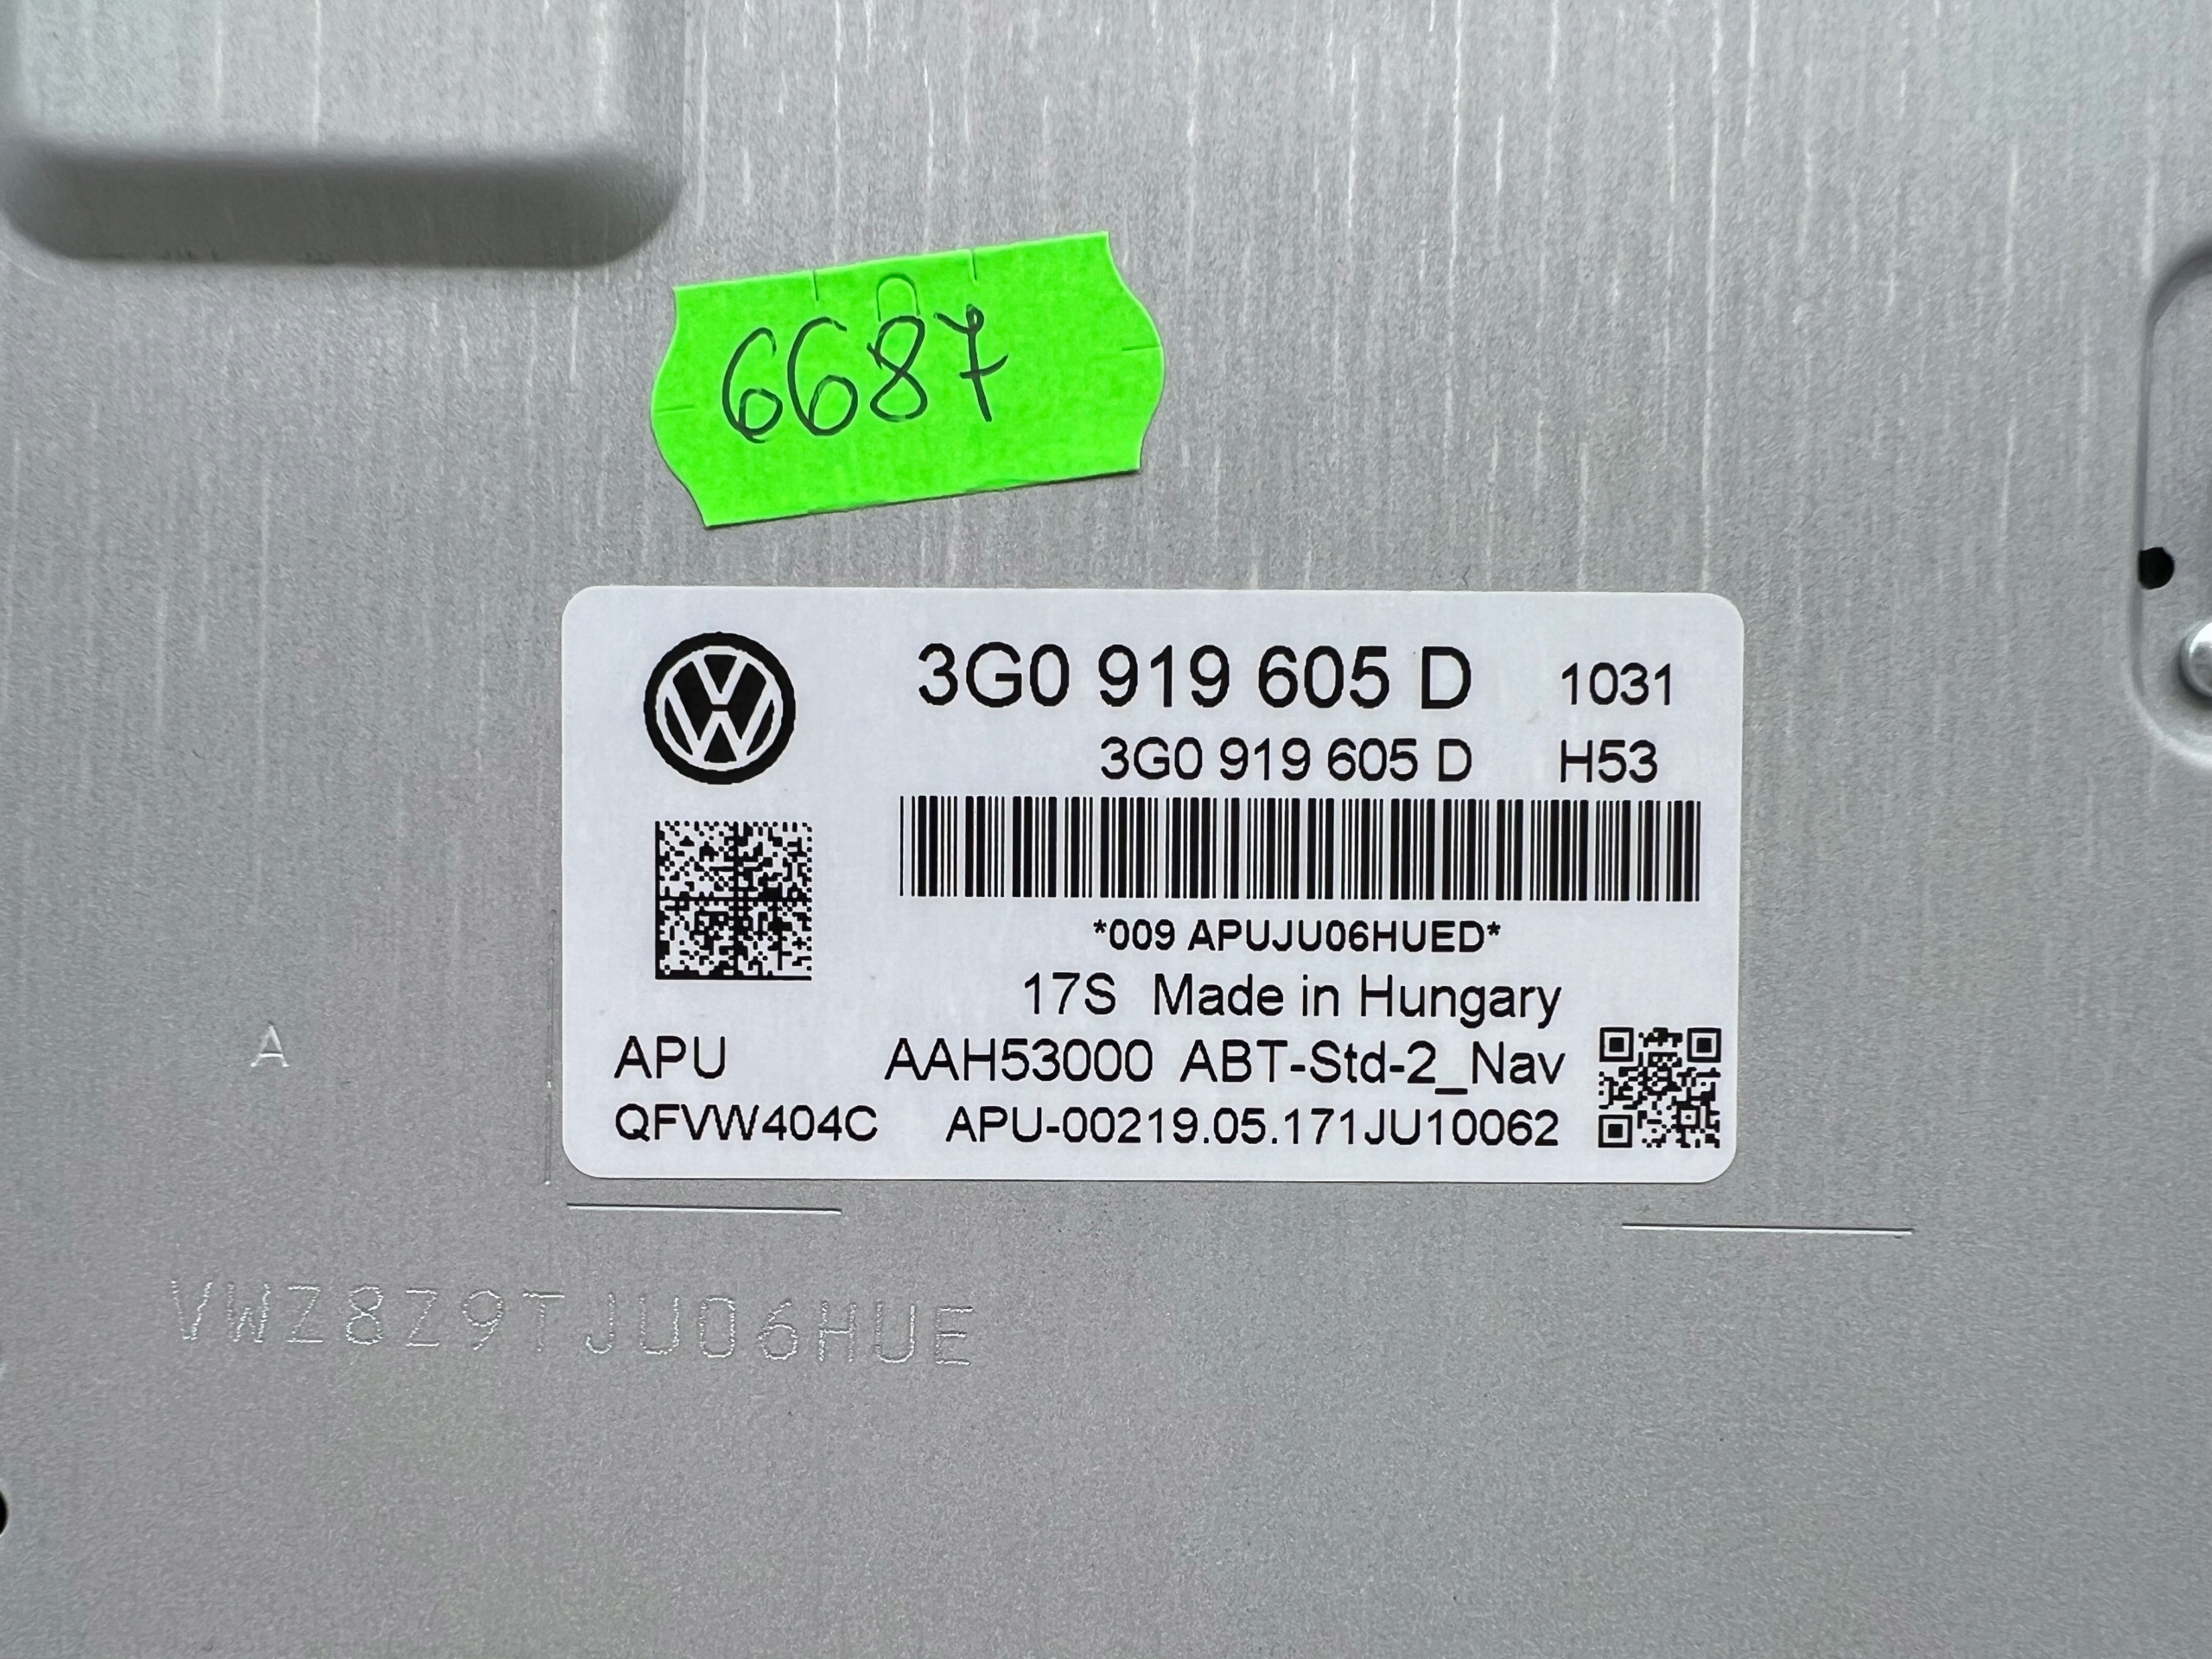 6687
3G0 919 605 D 1031
3G0 919 605 D H53
*009 APUJU06HUED*
17S Made in Hungary
APU AAH53000 ABT-Std-2_Nav
QFVW404C APU-00219.05.171JU10062
A
VWZ8Z9TJU06HUE